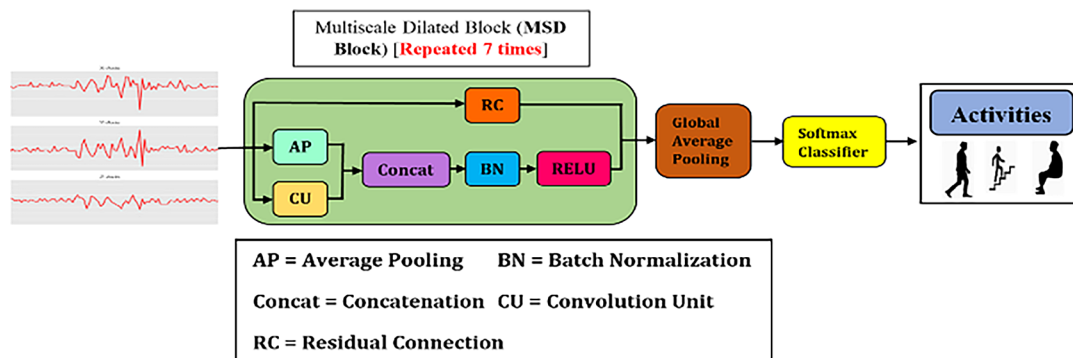 Multiscale Dilated Block (MSD
Block) [Repeated 7 times]
RC
AP
CU
Concat
BN
RELU
Global
Average
Pooling
Softmax
Classifier
Activities
AP = Average Pooling BN = Batch Normalization
Concat = Concatenation CU = Convolution Unit
RC = Residual Connection